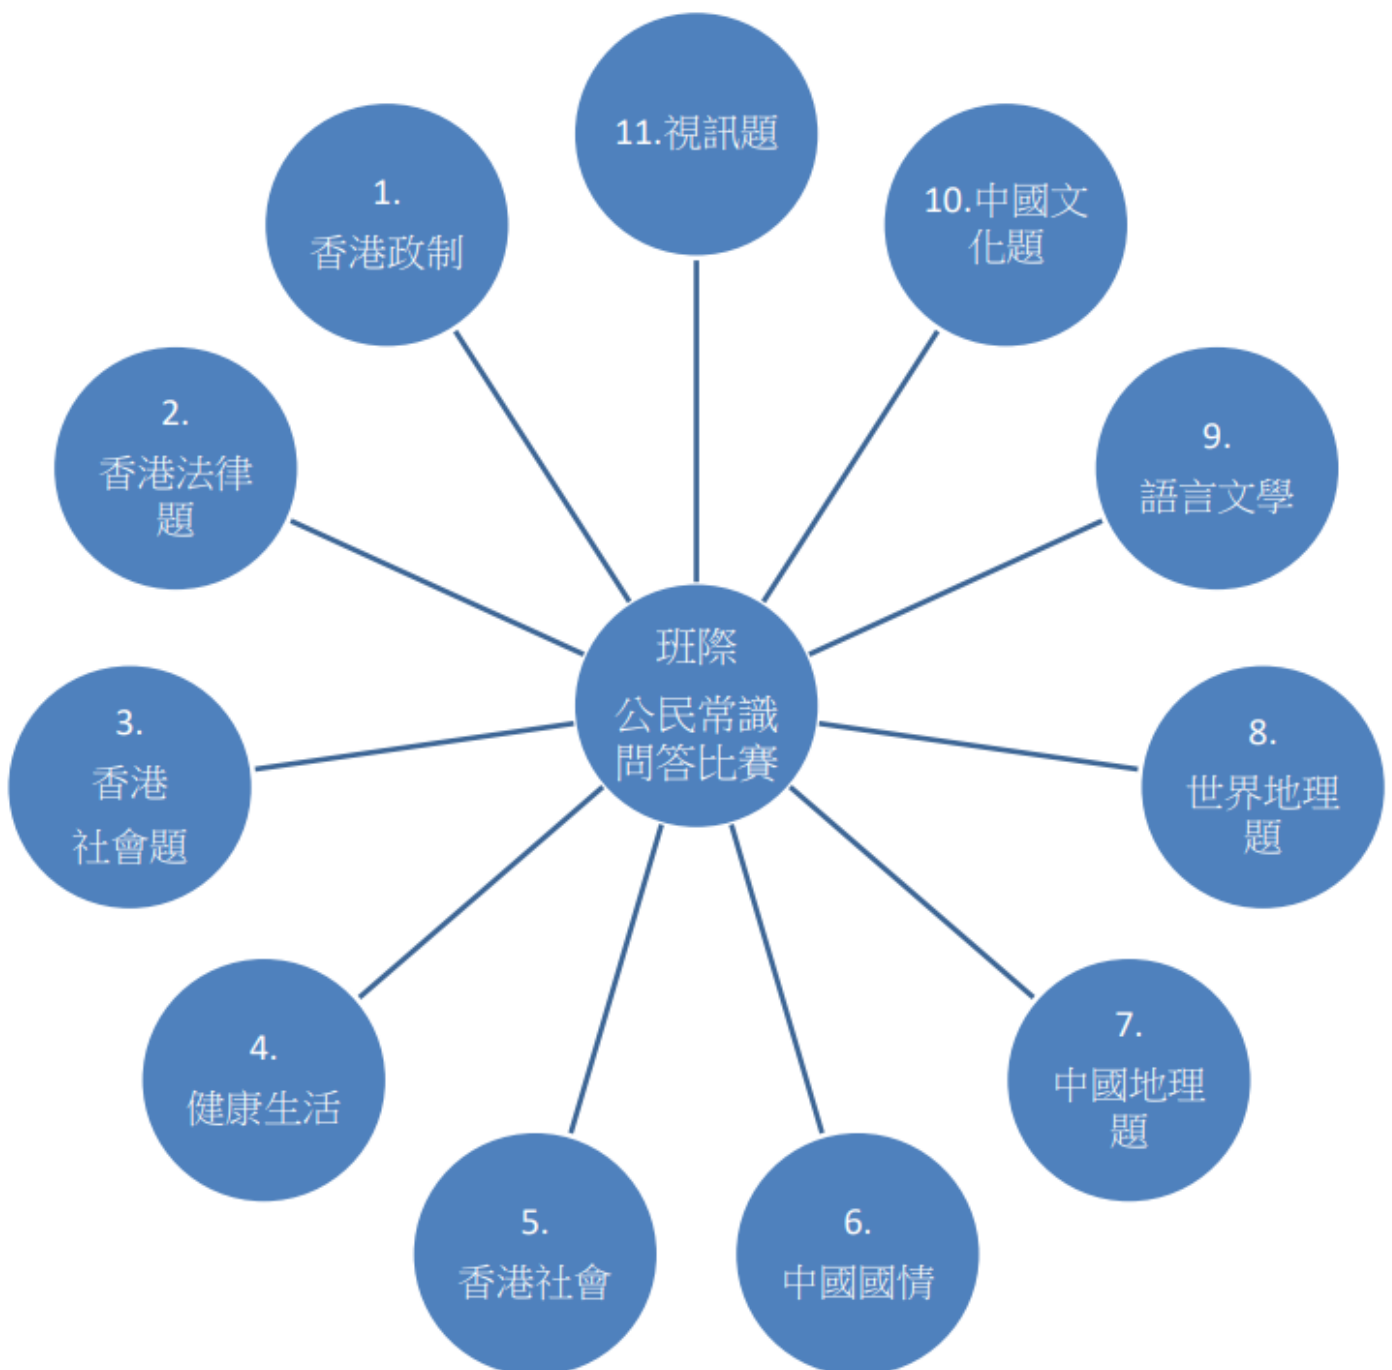 班際
公民常識
問答比賽
1.
香港政制
2.
香港法律
題
3.
香港
社會題
4.
健康生活
5.
香港社會
6.
中國國情
7.
中國地理
題
8.
世界地理
題
9.
語言文學
10.中國文
化題
11.視訊題